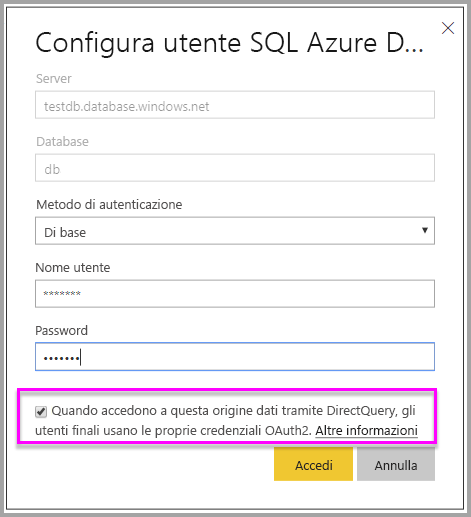 Configura utente SQL Azure D...
Server
testdb.database.windows.net
Database
db
Metodo di autenticazione
Di base
Nome utente
*******
Password
•••••••
Quando accedono a questa origine dati tramite DirectQuery, gli
utenti finali usano le proprie credenziali OAuth2. Altre informazioni
Accedi Annulla